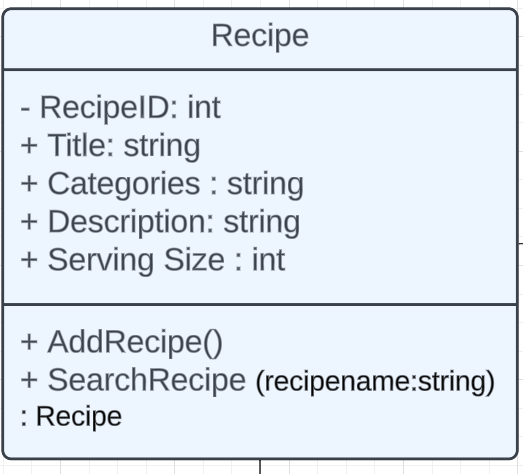 Recipe
- RecipeID: int
+ Title: string
+ Categories : string
+ Description: string
+ Serving Size : int
+ AddRecipe()
+ SearchRecipe (recipename:string)
: Recipe